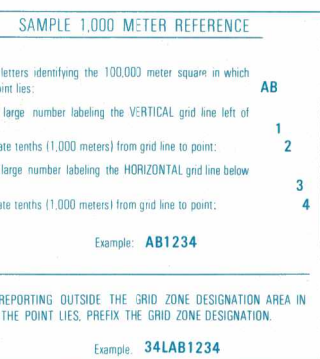 SAMPLE 1,000 METER REFERENCE
letters identifying the 100,000 meter square in which
int lies: AB
large number labeling the VERTICAL grid line left of
1
ate tenths (1,000 meters) from grid line to point: 2
large number labeling the HORIZONTAL grid line below
3
ate tenths (1,000 meters) from grid line to point: 4
Example: AB1234
REPORTING OUTSIDE THE GRID ZONE DESIGNATION AREA IN
THE POINT LIES, PREFIX THE GRID ZONE DESIGNATION.
Example: 34LAB1234